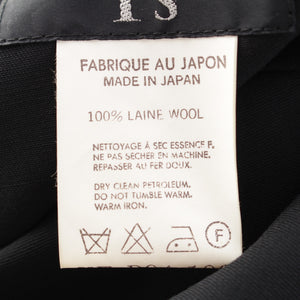 Y's
FABRIQUE AU JAPON
MADE IN JAPAN
100% LAINE WOOL
NETTOYAGE À SEC ESSENCE F.
NE PAS SÉCHER EN MACHINE.
REPASSER AU FER DOUX.
DRY CLEAN PETROLEUM.
DO NOT TUMBLE WARM.
WARM IRON.
F